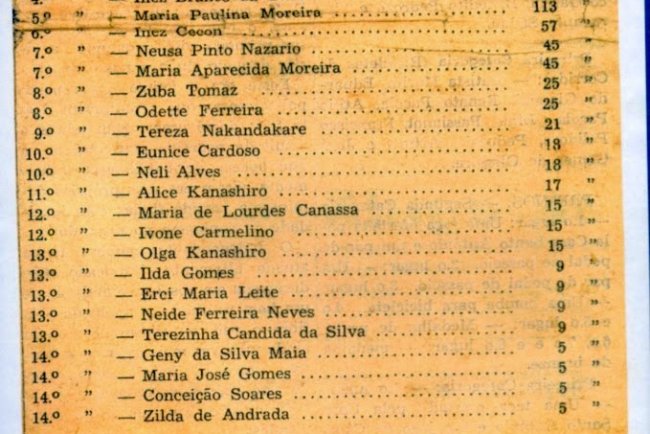 5.º " — Maria Paulina Moreira ........ 113 "
6.º " — Inez Cecon ........ 57 "
7.º " — Neusa Pinto Nazario ........ 45 "
7.º " — Maria Aparecida Moreira ........ 45 "
8.º " — Zuba Tomaz ........ 25 "
8.º " — Odette Ferreira ........ 25 "
9.º " — Tereza Nakandakare ........ 21 "
10.º " — Eunice Cardoso ........ 18 "
10.º " — Neli Alves ........ 18 "
11.º " — Alice Kanashiro ........ 17 "
12.º " — Maria de Lourdes Canassa ........ 15 "
12.º " — Ivone Carmelino ........ 15 "
13.º " — Olga Kanashiro ........ 15 "
13.º " — Ilda Gomes ........ 9 "
13.º " — Erci Maria Leite ........ 9 "
13.º " — Neide Ferreira Neves ........ 9 "
13.º " — Terezinha Candida da Silva ........ 9 "
14.º " — Geny da Silva Maia ........ 5 "
14.º " — Maria José Gomes ........ 5 "
14.º " — Conceição Soares ........ 5 "
14.º " — Zilda de Andrada ........ 5 "